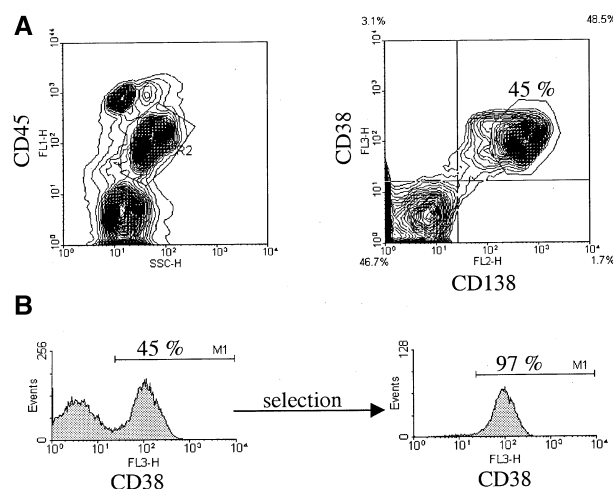 A
CD45
FL1-H
10⁰ 10¹ 10² 10³ 10⁴⁴
R2
10⁰ 10¹ 10² 10³ 10⁴
SSC-H
3.1% 48.5%
CD38
FL3-H
10⁰ 10¹ 10² 10³ 10⁴
45 %
10⁰ 10¹ 10² 10³ 10⁴
46.7% FL2-H 1.7%
CD138
B
256
Events
0
45 % M1
10⁰ 10¹ 10² 10³ 10⁴
FL3-H
CD38
selection
128
Events
0
97 % M1
10⁰ 10¹ 10² 10³ 10⁴
FL3-H
CD38